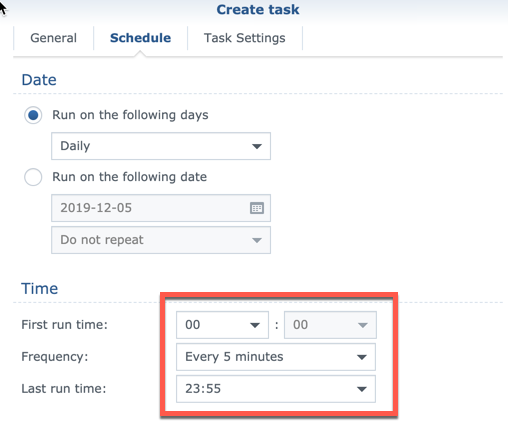 Create task
General Schedule Task Settings
Date
Run on the following days
Daily
Run on the following date
2019-12-05
Do not repeat
Time
First run time: 00 : 00
Frequency: Every 5 minutes
Last run time: 23:55